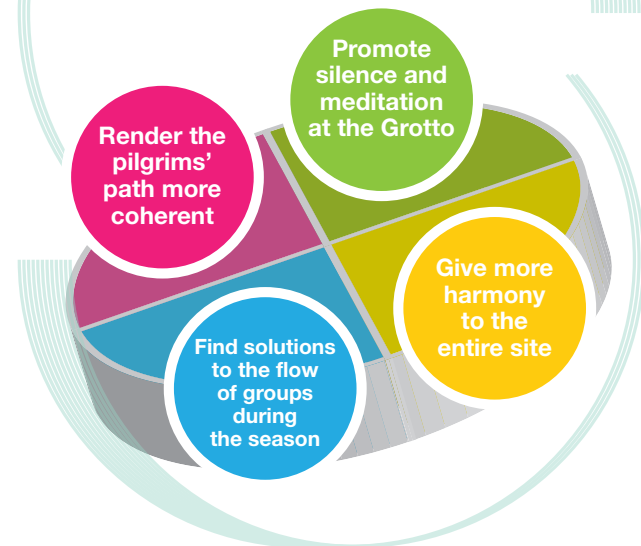 Promote
silence and
meditation
at the Grotto
Render the
pilgrims’
path more
coherent
Give more
harmony
to the
entire site
Find solutions
to the flow
of groups
during
the season